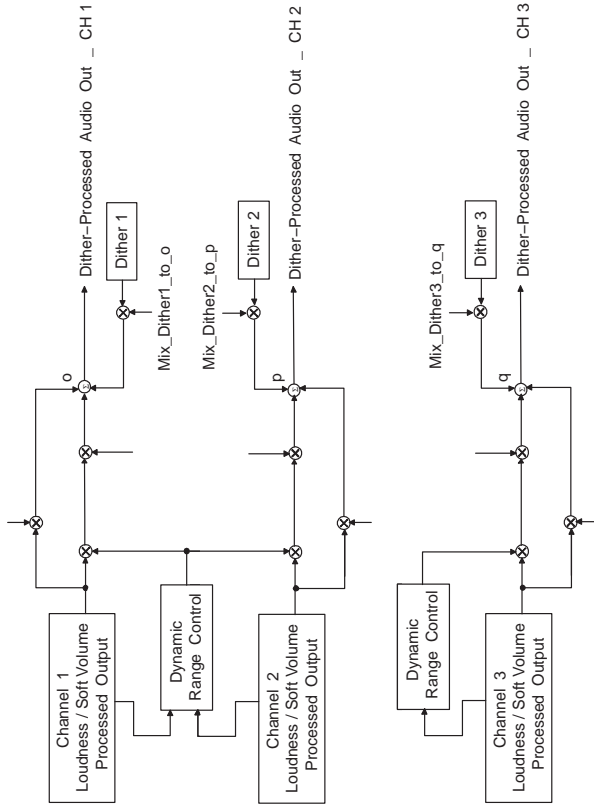 Channel 1
Loudness / Soft Volume
Processed Output
o
Dither−Processed Audio Out _ CH 1
Dither 1
Mix_Dither1_to_o
Dynamic
Range Control
Mix_Dither2_to_p
Dither 2
Channel 2
Loudness / Soft Volume
Processed Output
p
Dither−Processed Audio Out _ CH 2
Dynamic
Range Control
Mix_Dither3_to_q
Dither 3
Channel 3
Loudness / Soft Volume
Processed Output
q
Dither−Processed Audio Out _ CH 3
Σ
Σ
Σ